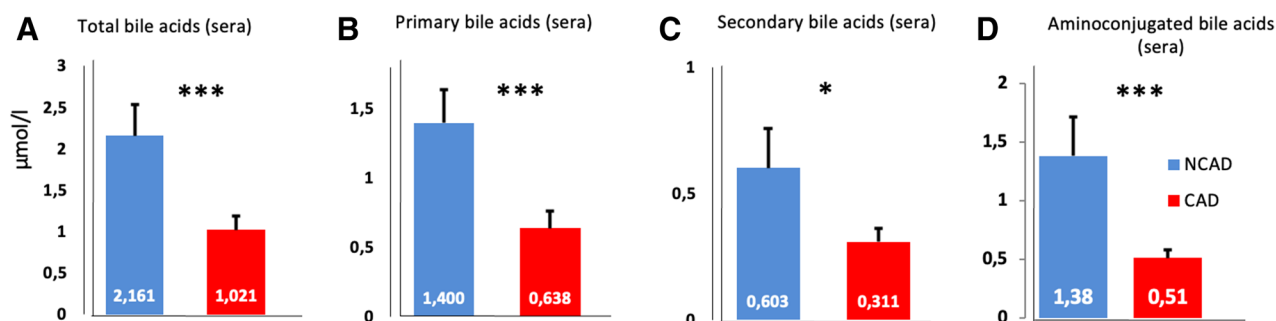 A
Total bile acids (sera)
μmol/l
3
2,5
2
1,5
1
0,5
0
***
2,161
1,021
B
Primary bile acids (sera)
1,5
1
0,5
0
***
1,400
0,638
C
Secondary bile acids (sera)
1
0,5
0
*
0,603
0,311
D
Aminoconjugated bile acids
(sera)
2
1,5
1
0,5
0
***
1,38
0,51
NCAD
CAD